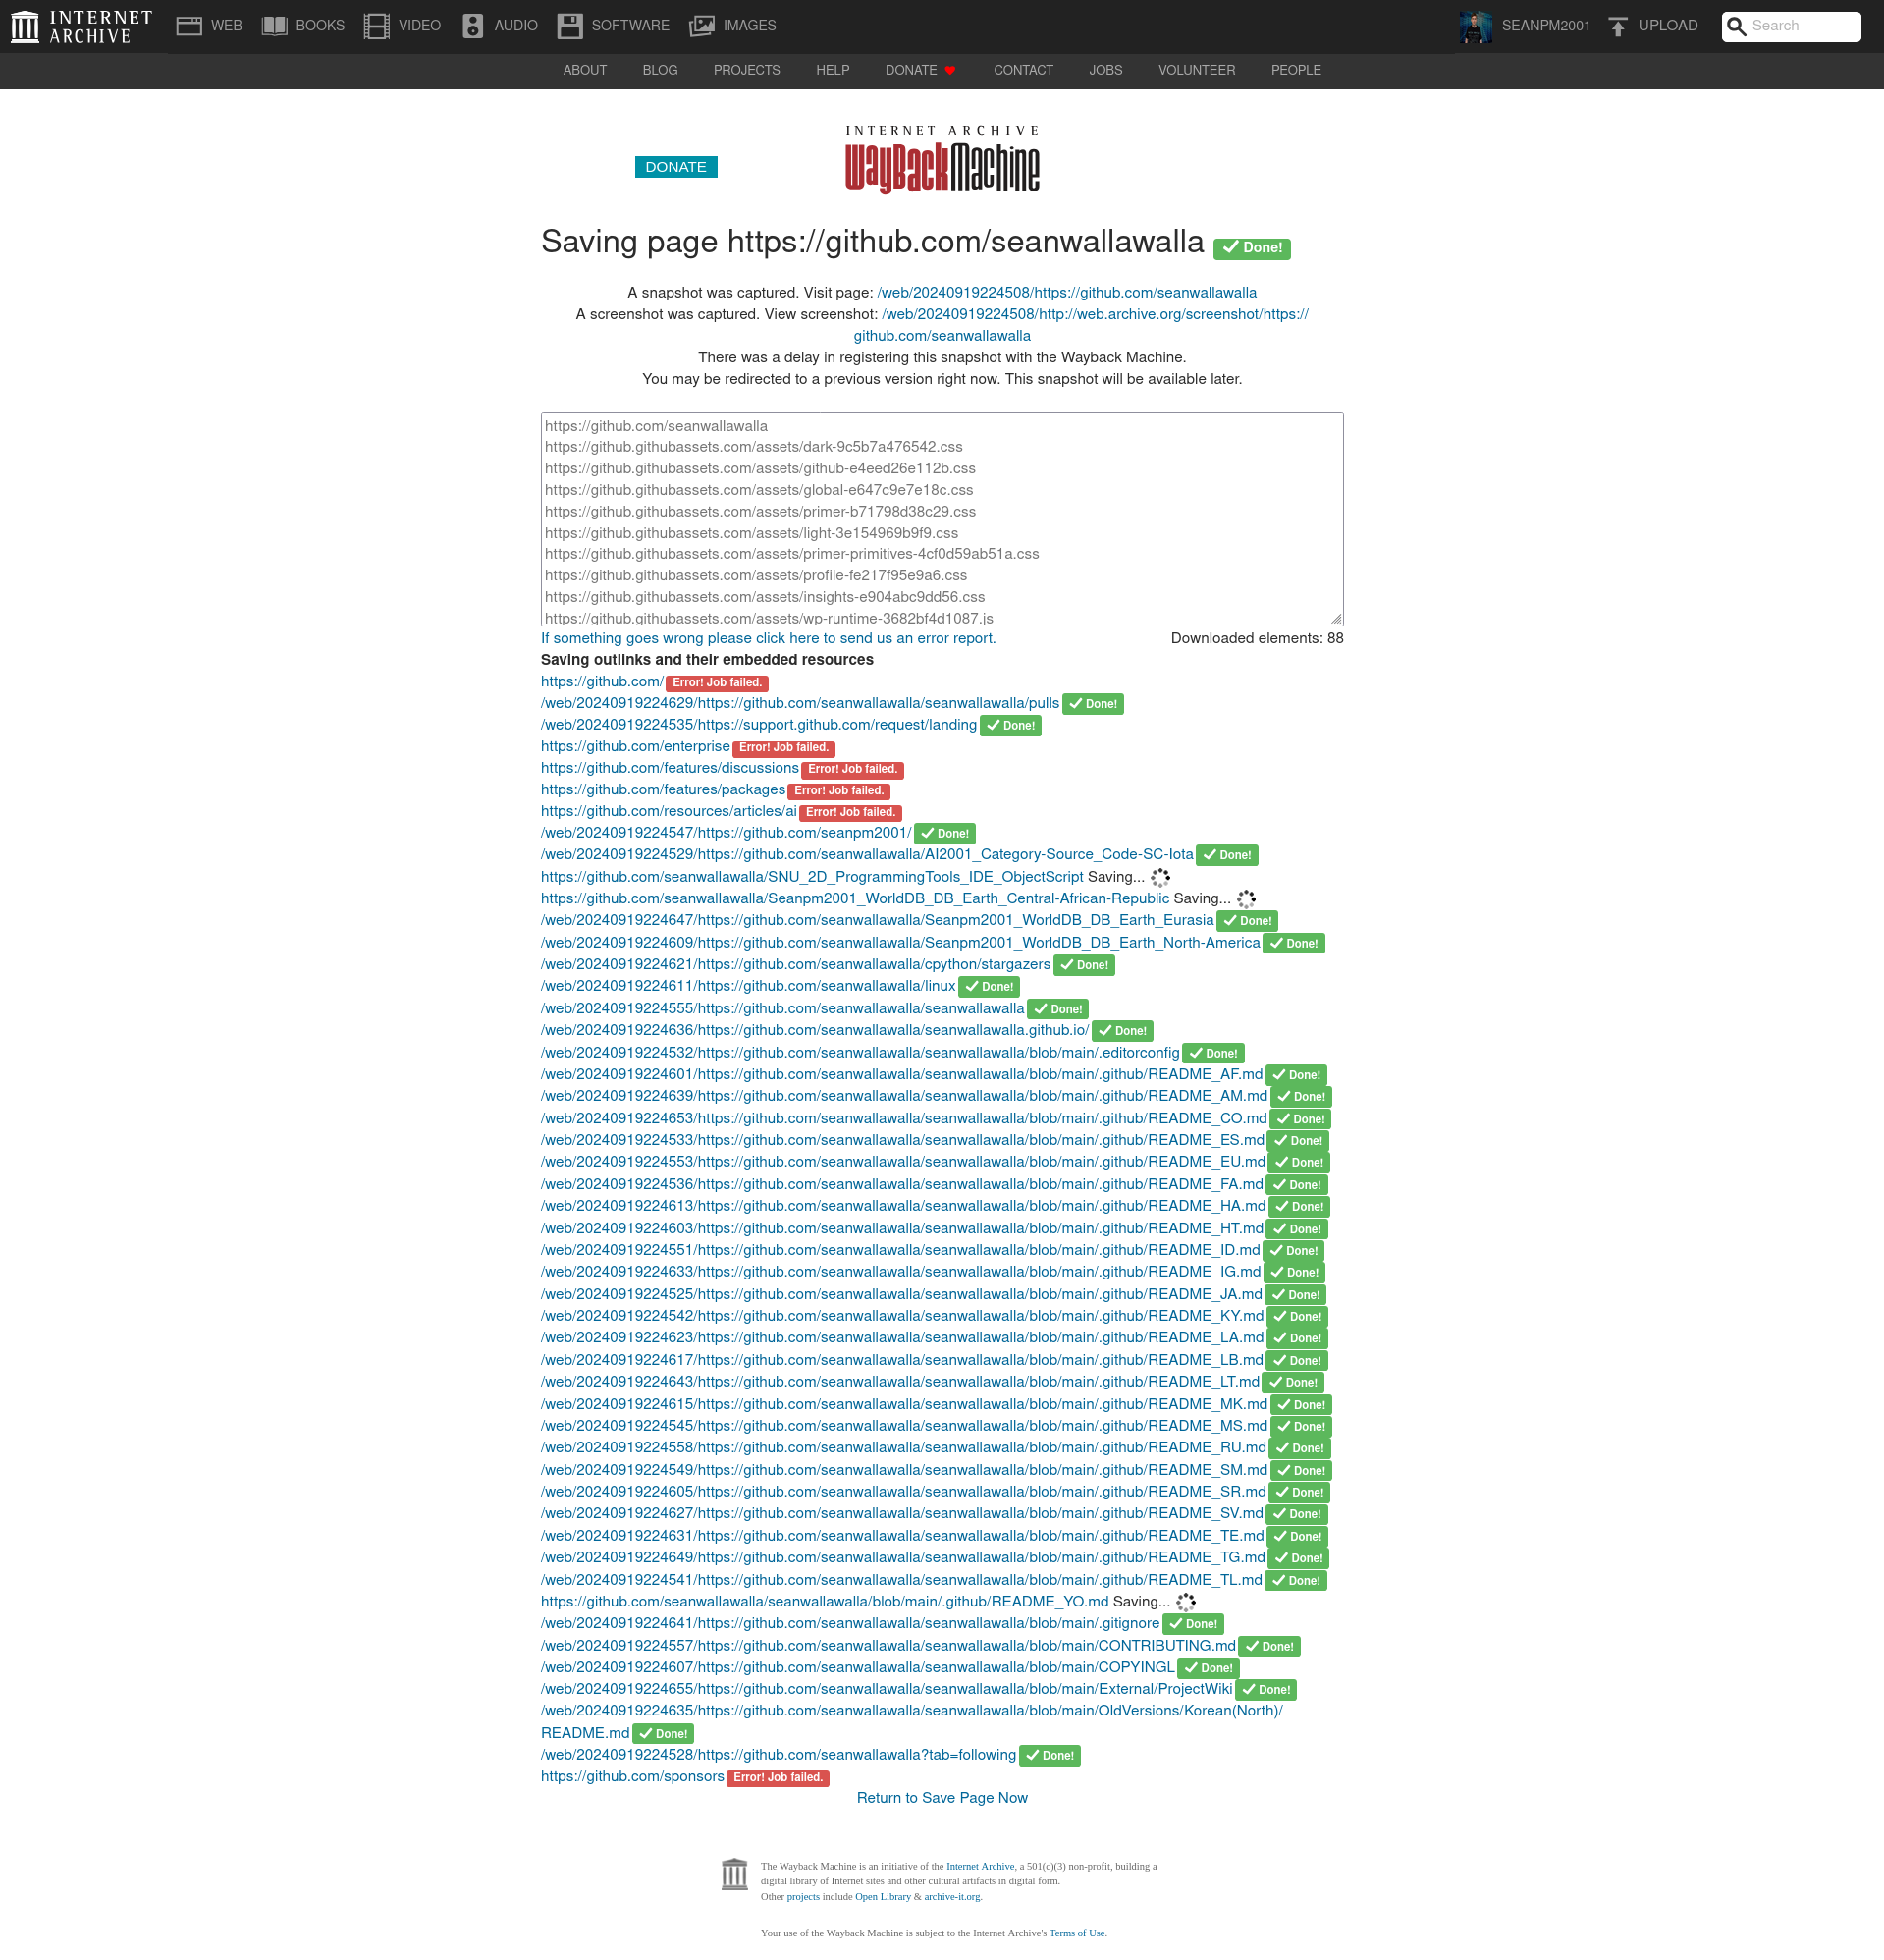 INTERNET ARCHIVE
WEB BOOKS VIDEO AUDIO SOFTWARE IMAGES SEANPM2001 UPLOAD Search
ABOUT BLOG PROJECTS HELP DONATE CONTACT JOBS VOLUNTEER PEOPLE
INTERNET ARCHIVE
DONATE WayBackMachine
Saving page https://github.com/seanwallawalla Done!
A snapshot was captured. Visit page: /web/20240919224508/https://github.com/seanwallawalla
A screenshot was captured. View screenshot: /web/20240919224508/http://web.archive.org/screenshot/https://
github.com/seanwallawalla
There was a delay in registering this snapshot with the Wayback Machine.
You may be redirected to a previous version right now. This snapshot will be available later.
https://github.com/seanwallawalla
https://github.githubassets.com/assets/dark-9c5b7a476542.css
https://github.githubassets.com/assets/github-e4eed26e112b.css
https://github.githubassets.com/assets/global-e647c9e7e18c.css
https://github.githubassets.com/assets/primer-b71798d38c29.css
https://github.githubassets.com/assets/light-3e154969b9f9.css
https://github.githubassets.com/assets/primer-primitives-4cf0d59ab51a.css
https://github.githubassets.com/assets/profile-fe217f95e9a6.css
https://github.githubassets.com/assets/insights-e904abc9dd56.css
https://github.githubassets.com/assets/wp-runtime-3682bf4d1087.js
If something goes wrong please click here to send us an error report. Downloaded elements: 88
Saving outlinks and their embedded resources
https://github.com/ Error! Job failed.
/web/20240919224629/https://github.com/seanwallawalla/seanwallawalla/pulls Done!
/web/20240919224535/https://support.github.com/request/landing Done!
https://github.com/enterprise Error! Job failed.
https://github.com/features/discussions Error! Job failed.
https://github.com/features/packages Error! Job failed.
https://github.com/resources/articles/ai Error! Job failed.
/web/20240919224547/https://github.com/seanpm2001/ Done!
/web/20240919224529/https://github.com/seanwallawalla/AI2001_Category-Source_Code-SC-Iota Done!
https://github.com/seanwallawalla/SNU_2D_ProgrammingTools_IDE_ObjectScript Saving...
https://github.com/seanwallawalla/Seanpm2001_WorldDB_DB_Earth_Central-African-Republic Saving...
/web/20240919224647/https://github.com/seanwallawalla/Seanpm2001_WorldDB_DB_Earth_Eurasia Done!
/web/20240919224609/https://github.com/seanwallawalla/Seanpm2001_WorldDB_DB_Earth_North-America Done!
/web/20240919224621/https://github.com/seanwallawalla/cpython/stargazers Done!
/web/20240919224611/https://github.com/seanwallawalla/linux Done!
/web/20240919224555/https://github.com/seanwallawalla/seanwallawalla Done!
/web/20240919224636/https://github.com/seanwallawalla/seanwallawalla.github.io/ Done!
/web/20240919224532/https://github.com/seanwallawalla/seanwallawalla/blob/main/.editorconfig Done!
/web/20240919224601/https://github.com/seanwallawalla/seanwallawalla/blob/main/.github/README_AF.md Done!
/web/20240919224639/https://github.com/seanwallawalla/seanwallawalla/blob/main/.github/README_AM.md Done!
/web/20240919224653/https://github.com/seanwallawalla/seanwallawalla/blob/main/.github/README_CO.md Done!
/web/20240919224533/https://github.com/seanwallawalla/seanwallawalla/blob/main/.github/README_ES.md Done!
/web/20240919224553/https://github.com/seanwallawalla/seanwallawalla/blob/main/.github/README_EU.md Done!
/web/20240919224536/https://github.com/seanwallawalla/seanwallawalla/blob/main/.github/README_FA.md Done!
/web/20240919224613/https://github.com/seanwallawalla/seanwallawalla/blob/main/.github/README_HA.md Done!
/web/20240919224603/https://github.com/seanwallawalla/seanwallawalla/blob/main/.github/README_HT.md Done!
/web/20240919224551/https://github.com/seanwallawalla/seanwallawalla/blob/main/.github/README_ID.md Done!
/web/20240919224633/https://github.com/seanwallawalla/seanwallawalla/blob/main/.github/README_IG.md Done!
/web/20240919224525/https://github.com/seanwallawalla/seanwallawalla/blob/main/.github/README_JA.md Done!
/web/20240919224542/https://github.com/seanwallawalla/seanwallawalla/blob/main/.github/README_KY.md Done!
/web/20240919224623/https://github.com/seanwallawalla/seanwallawalla/blob/main/.github/README_LA.md Done!
/web/20240919224617/https://github.com/seanwallawalla/seanwallawalla/blob/main/.github/README_LB.md Done!
/web/20240919224643/https://github.com/seanwallawalla/seanwallawalla/blob/main/.github/README_LT.md Done!
/web/20240919224615/https://github.com/seanwallawalla/seanwallawalla/blob/main/.github/README_MK.md Done!
/web/20240919224545/https://github.com/seanwallawalla/seanwallawalla/blob/main/.github/README_MS.md Done!
/web/20240919224558/https://github.com/seanwallawalla/seanwallawalla/blob/main/.github/README_RU.md Done!
/web/20240919224549/https://github.com/seanwallawalla/seanwallawalla/blob/main/.github/README_SM.md Done!
/web/20240919224605/https://github.com/seanwallawalla/seanwallawalla/blob/main/.github/README_SR.md Done!
/web/20240919224627/https://github.com/seanwallawalla/seanwallawalla/blob/main/.github/README_SV.md Done!
/web/20240919224631/https://github.com/seanwallawalla/seanwallawalla/blob/main/.github/README_TE.md Done!
/web/20240919224649/https://github.com/seanwallawalla/seanwallawalla/blob/main/.github/README_TG.md Done!
/web/20240919224541/https://github.com/seanwallawalla/seanwallawalla/blob/main/.github/README_TL.md Done!
https://github.com/seanwallawalla/seanwallawalla/blob/main/.github/README_YO.md Saving...
/web/20240919224641/https://github.com/seanwallawalla/seanwallawalla/blob/main/.gitignore Done!
/web/20240919224557/https://github.com/seanwallawalla/seanwallawalla/blob/main/CONTRIBUTING.md Done!
/web/20240919224607/https://github.com/seanwallawalla/seanwallawalla/blob/main/COPYINGL Done!
/web/20240919224655/https://github.com/seanwallawalla/seanwallawalla/blob/main/External/ProjectWiki Done!
/web/20240919224635/https://github.com/seanwallawalla/seanwallawalla/blob/main/OldVersions/Korean(North)/
README.md Done!
/web/20240919224528/https://github.com/seanwallawalla?tab=following Done!
https://github.com/sponsors Error! Job failed.
Return to Save Page Now
The Wayback Machine is an initiative of the Internet Archive, a 501(c)(3) non-profit, building a
digital library of Internet sites and other cultural artifacts in digital form.
Other projects include Open Library & archive-it.org.
Your use of the Wayback Machine is subject to the Internet Archive's Terms of Use.